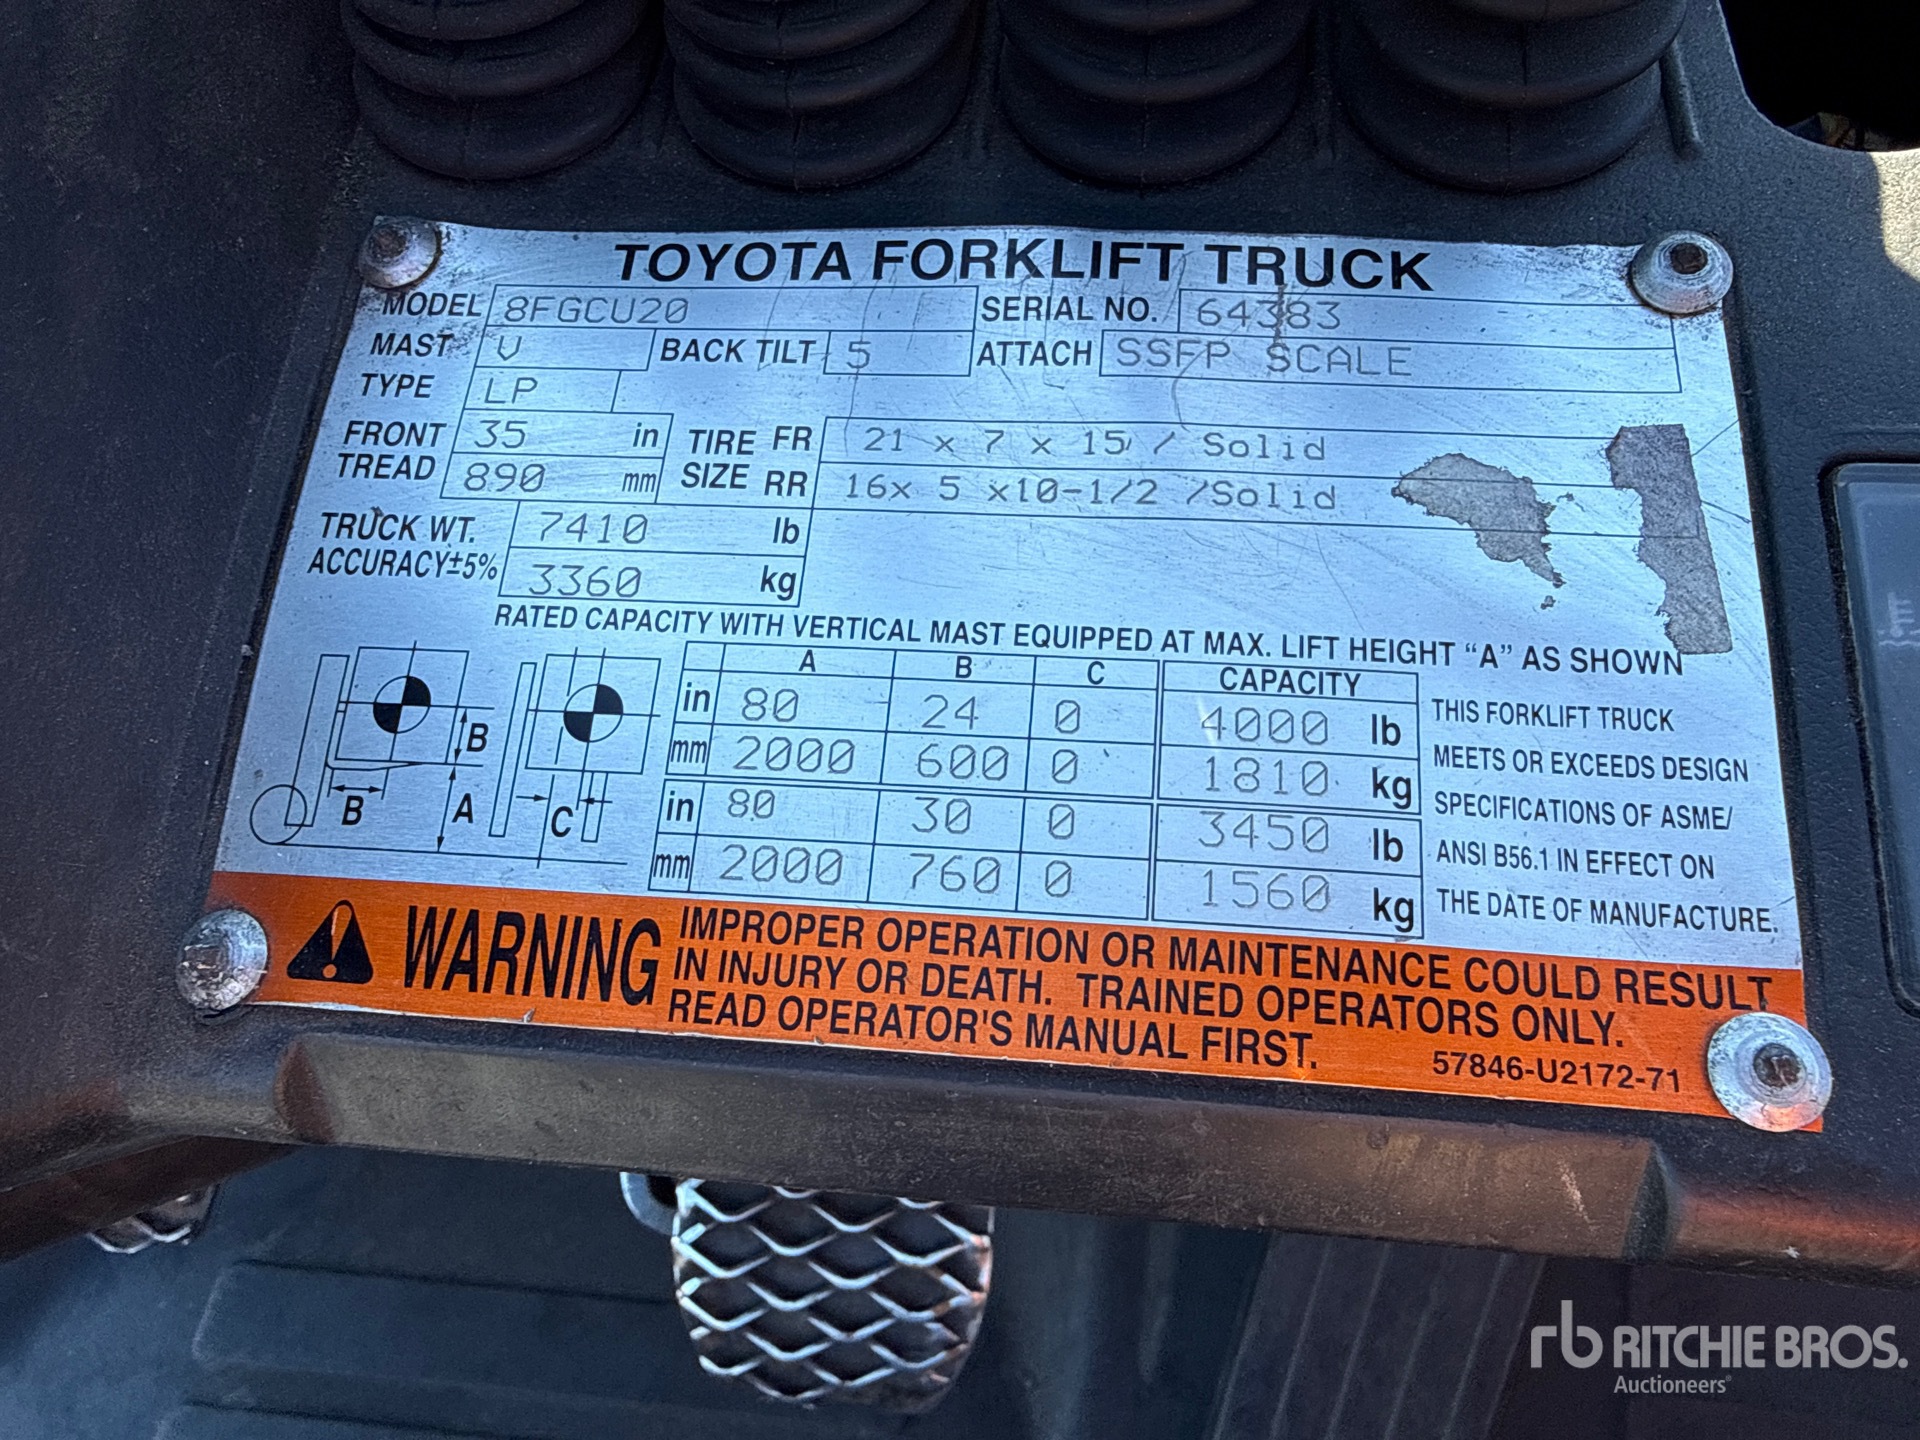 TOYOTA FORKLIFT TRUCK
MODEL 8FGCU20 SERIAL NO. 64383
MAST V BACK TILT 5 ATTACH SSFP SCALE
TYPE LP
FRONT TREAD 35 in TIRE SIZE FR 21 x 7 x 15 / Solid
890 mm RR 16x 5 x10-1/2 /Solid
TRUCK WT. 7410 lb
ACCURACY±5% 3360 kg
RATED CAPACITY WITH VERTICAL MAST EQUIPPED AT MAX. LIFT HEIGHT “A” AS SHOWN
A B C CAPACITY
in 80 24 0 4000 lb
mm 2000 600 0 1810 kg
in 80 30 0 3450 lb
mm 2000 760 0 1560 kg
B
B A C
THIS FORKLIFT TRUCK
MEETS OR EXCEEDS DESIGN
SPECIFICATIONS OF ASME/
ANSI B56.1 IN EFFECT ON
THE DATE OF MANUFACTURE.
WARNING
IMPROPER OPERATION OR MAINTENANCE COULD RESULT
IN INJURY OR DEATH. TRAINED OPERATORS ONLY.
READ OPERATOR'S MANUAL FIRST.
57846-U2172-71
rb RITCHIE BROS.
Auctioneers